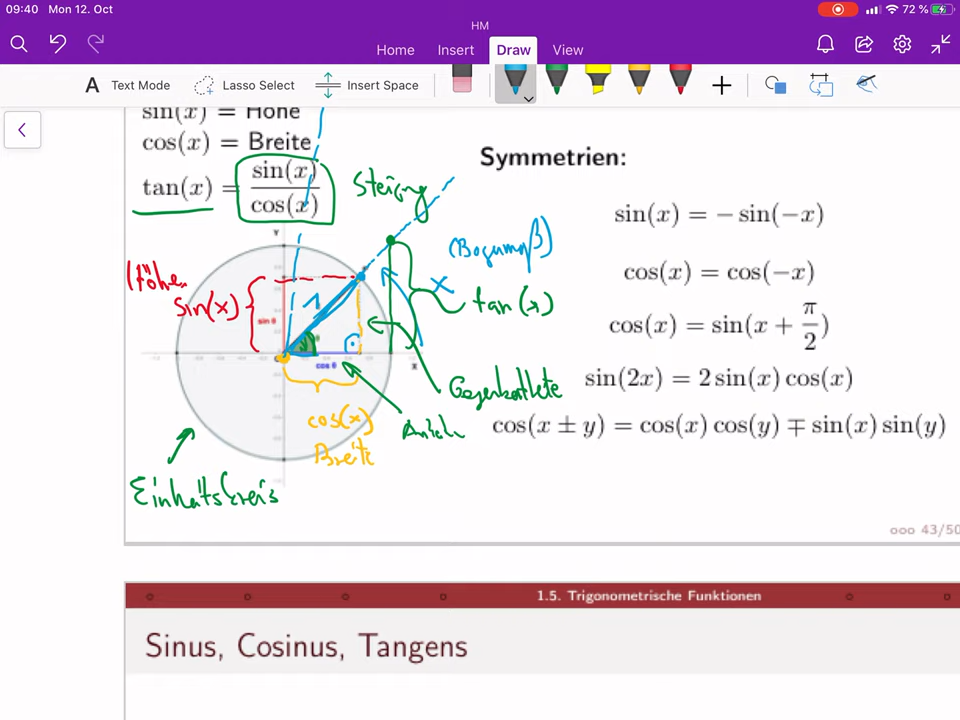 09:40 Mon 12. Oct
72 %
HM
Home Insert Draw View
A Text Mode Lasso Select Insert Space
sin(x) = Höhe
cos(x) = Breite
tan(x) = sin(x)
cos(x)
Steigung
Symmetrien:
sin(x) = − sin(−x)
cos(x) = cos(−x)
cos(x) = sin(x + π/2)
sin(2x) = 2 sin(x) cos(x)
cos(x ± y) = cos(x) cos(y) ∓ sin(x) sin(y)
Y
(Bogenmaß)
x
Höhe
sin(x)
1
tan(x)
sin θ
cos θ
X
Gegenkathete
cos(x)
Breite
Einheitskreis
43/50
1.5. Trigonometrische Funktionen
Sinus, Cosinus, Tangens